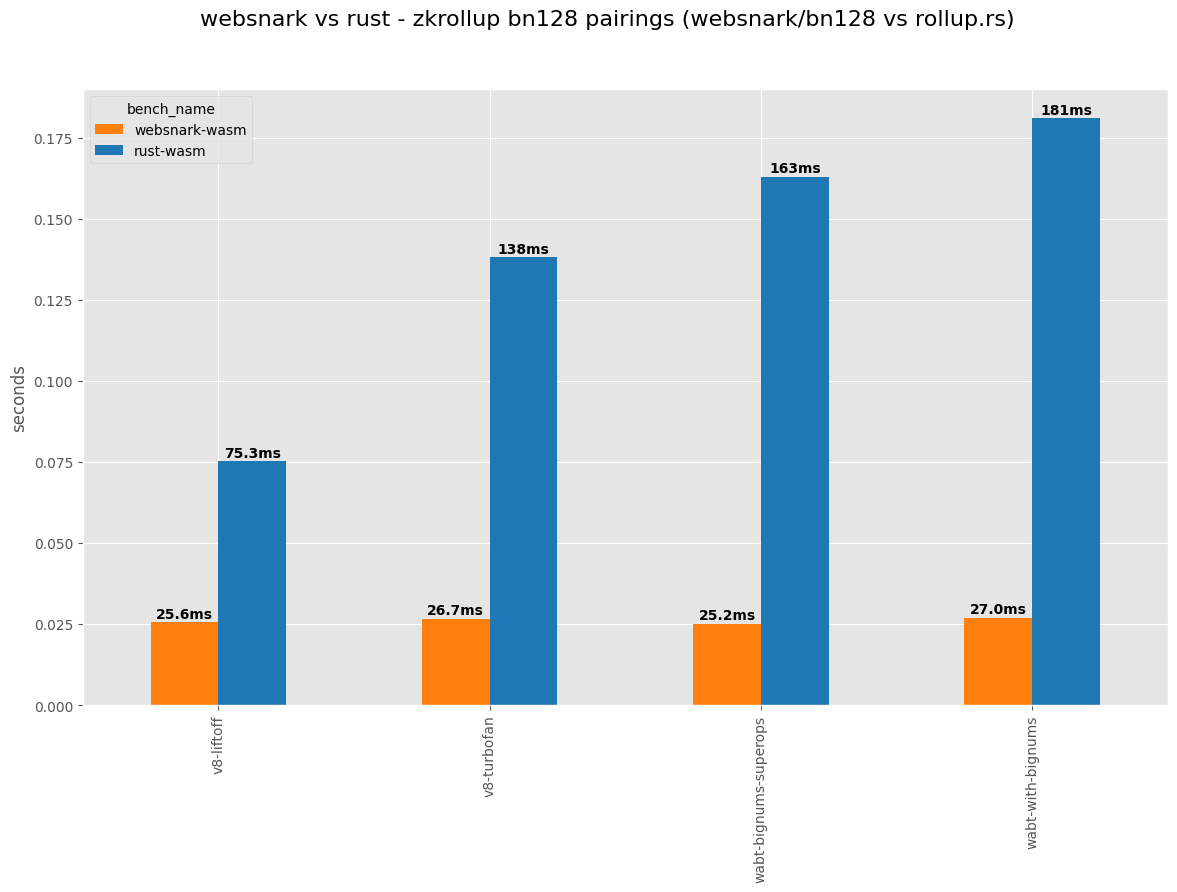 websnark vs rust - zkrollup bn128 pairings (websnark/bn128 vs rollup.rs)
bench_name
websnark-wasm
rust-wasm
seconds
0.175
0.150
0.125
0.100
0.075
0.050
0.025
0.000
25.6ms
75.3ms
26.7ms
138ms
25.2ms
163ms
27.0ms
181ms
v8-liftoff
v8-turbofan
wabt-bignums-superops
wabt-with-bignums